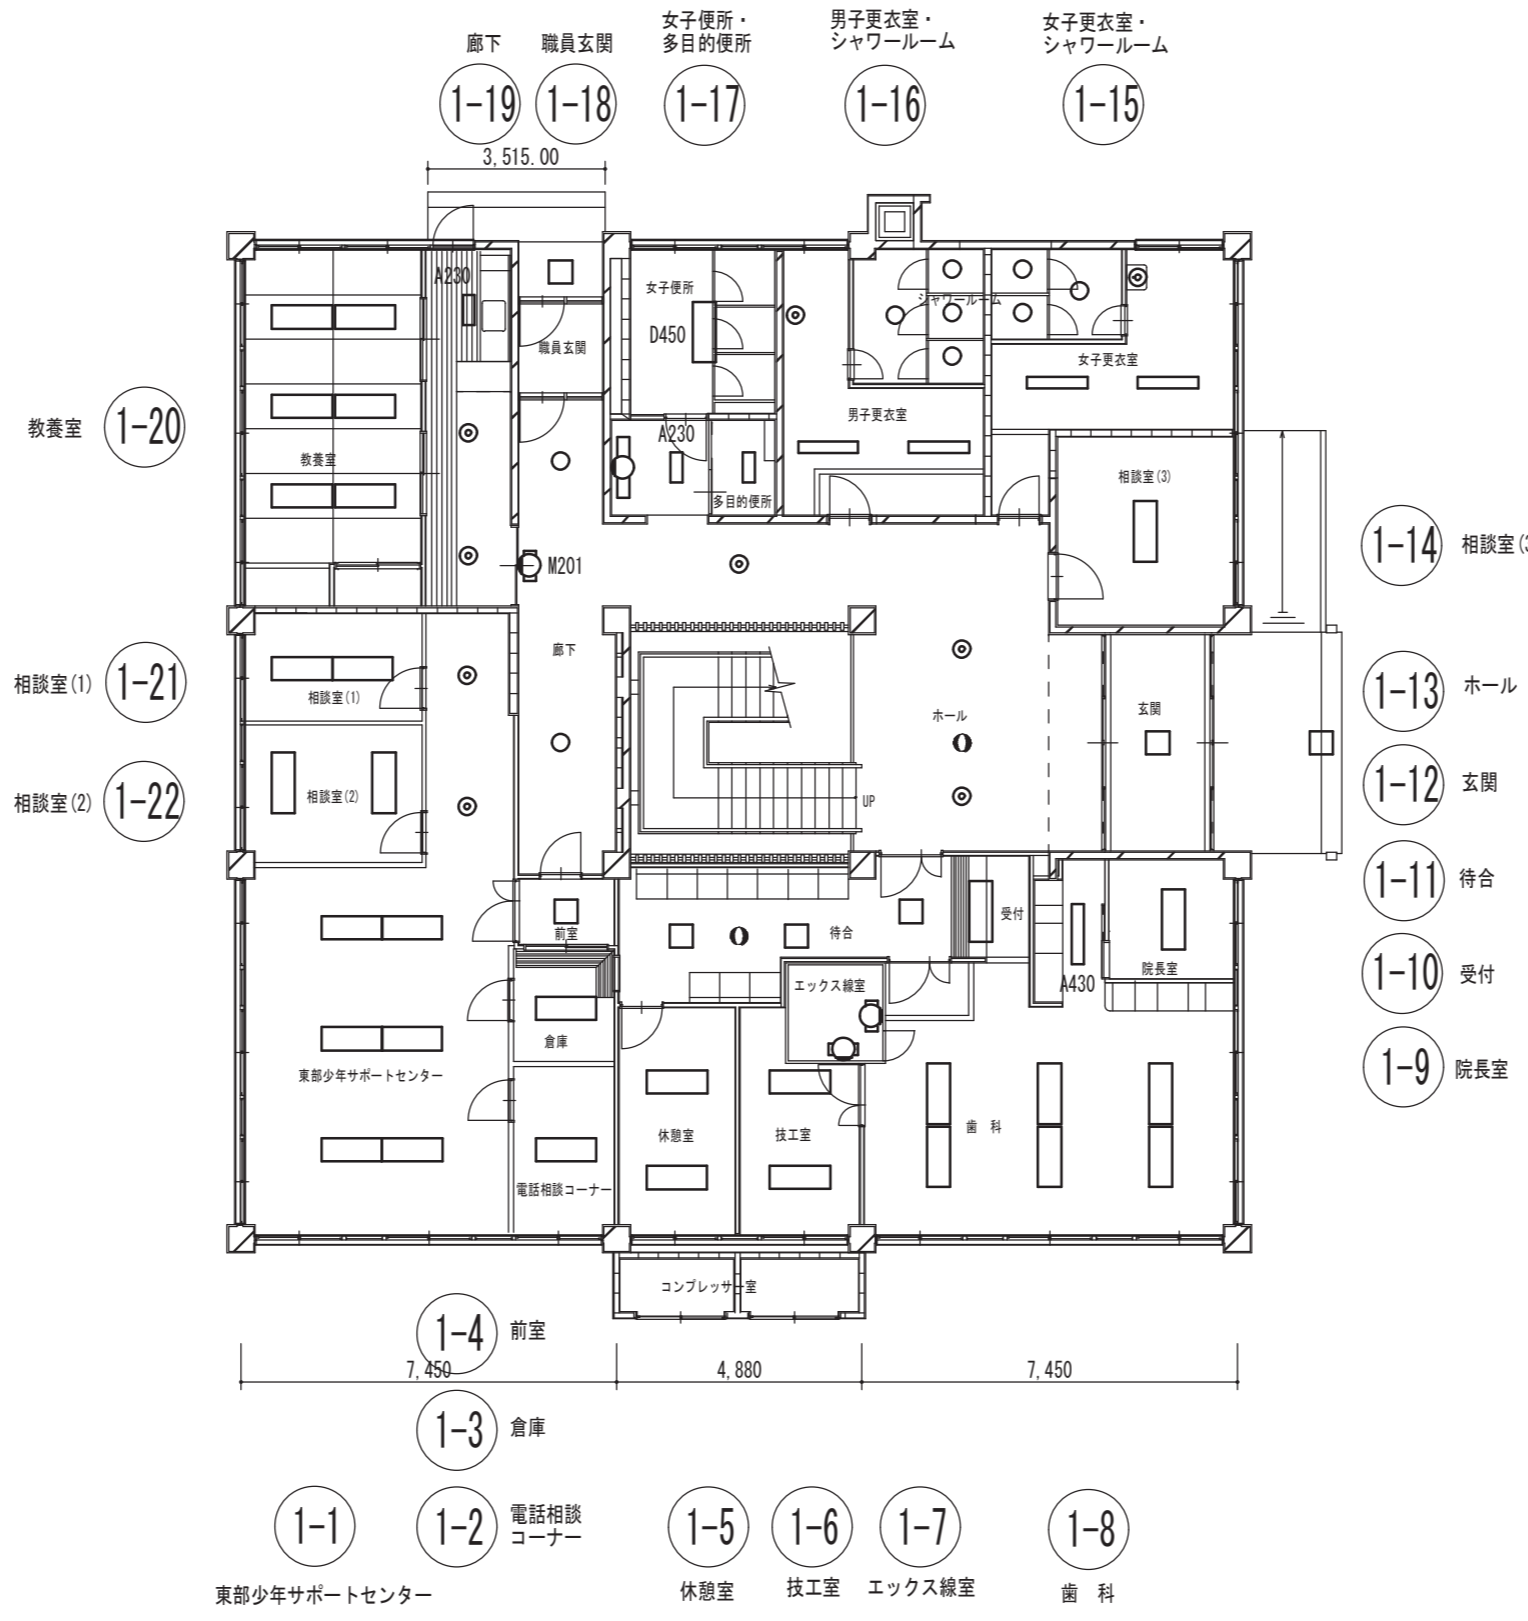 女子便所・
多目的便所
男子更衣室・
シャワールーム
女子更衣室・
シャワールーム
廊下
職員玄関
1-19
1-18
1-17
1-16
1-15
3,515.00
A230
女子便所
シャワールーム
D450
職員玄関
女子更衣室
男子更衣室
教養室
1-20
A230
教養室
相談室(3)
多目的便所
1-14
相談室(3
M201
廊下
相談室(1)
1-21
相談室(1)
1-13
ホール
玄関
ホール
1-12
玄関
相談室(2)
1-22
相談室(2)
UP
1-11
待合
受付
前室
待合
院長室
1-10
受付
エックス線室
A430
倉庫
1-9
院長室
東部少年サポートセンター
休憩室
技工室
歯 科
電話相談コーナー
コンプレッサー室
1-4
前室
7,450
4,880
7,450
1-3
倉庫
1-1
1-2
電話相談
コーナー
1-5
1-6
1-7
1-8
東部少年サポートセンター
休憩室
技工室
エックス線室
歯 科